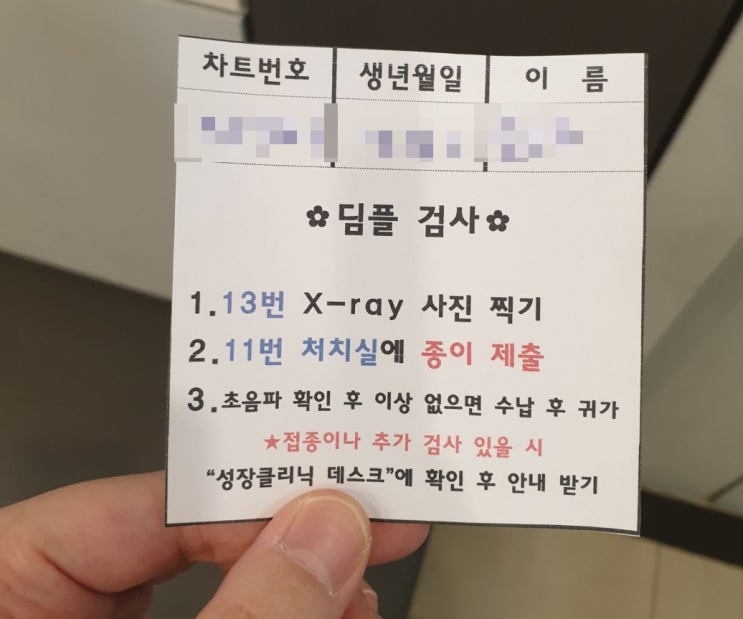 차트번호 생년월일 이 름
✿딤플 검사✿
1.13번 X-ray 사진 찍기
2.11번 처치실에 종이 제출
3.초음파 확인 후 이상 없으면 수납 후 귀가
★접종이나 추가 검사 있을 시
“성장클리닉 데스크”에 확인 후 안내 받기